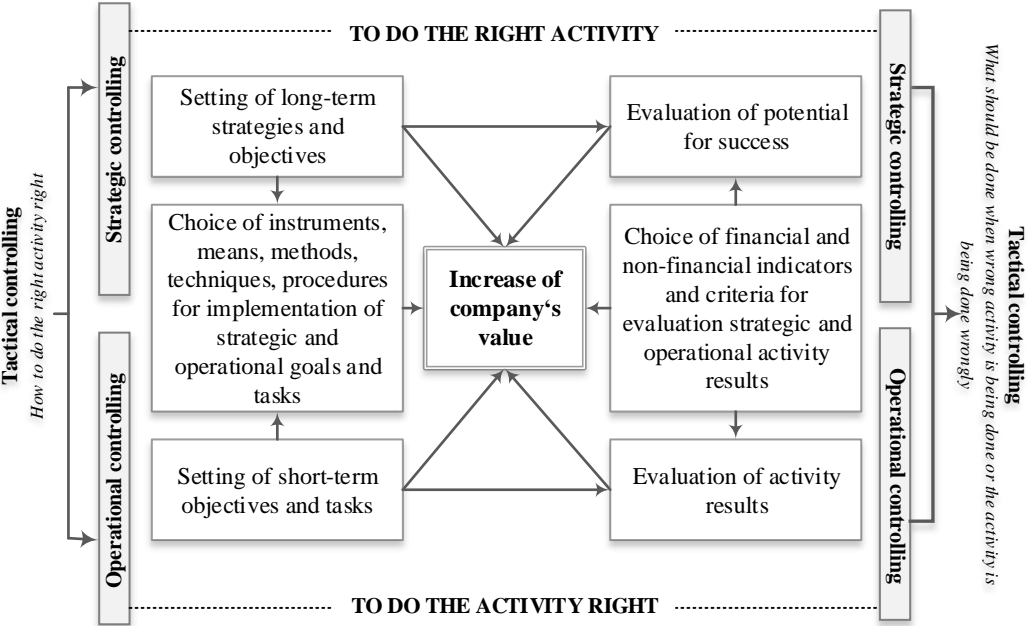 TO DO THE RIGHT ACTIVITY
Tactical controlling
How to do the right activity right
Strategic controlling
Operational controlling
Setting of long-term
strategies and
objectives
Choice of instruments,
means, methods,
techniques, procedures
for implementation of
strategic and
operational goals and
tasks
Setting of short-term
objectives and tasks
Increase of
company‘s
value
Evaluation of potential
for success
Choice of financial and
non-financial indicators
and criteria for
evaluation strategic and
operational activity
results
Evaluation of activity
results
Strategic controlling
Operational controlling
Tactical controlling
What should be done when wrong activity is being done or the activity is
being done wrongly
TO DO THE ACTIVITY RIGHT